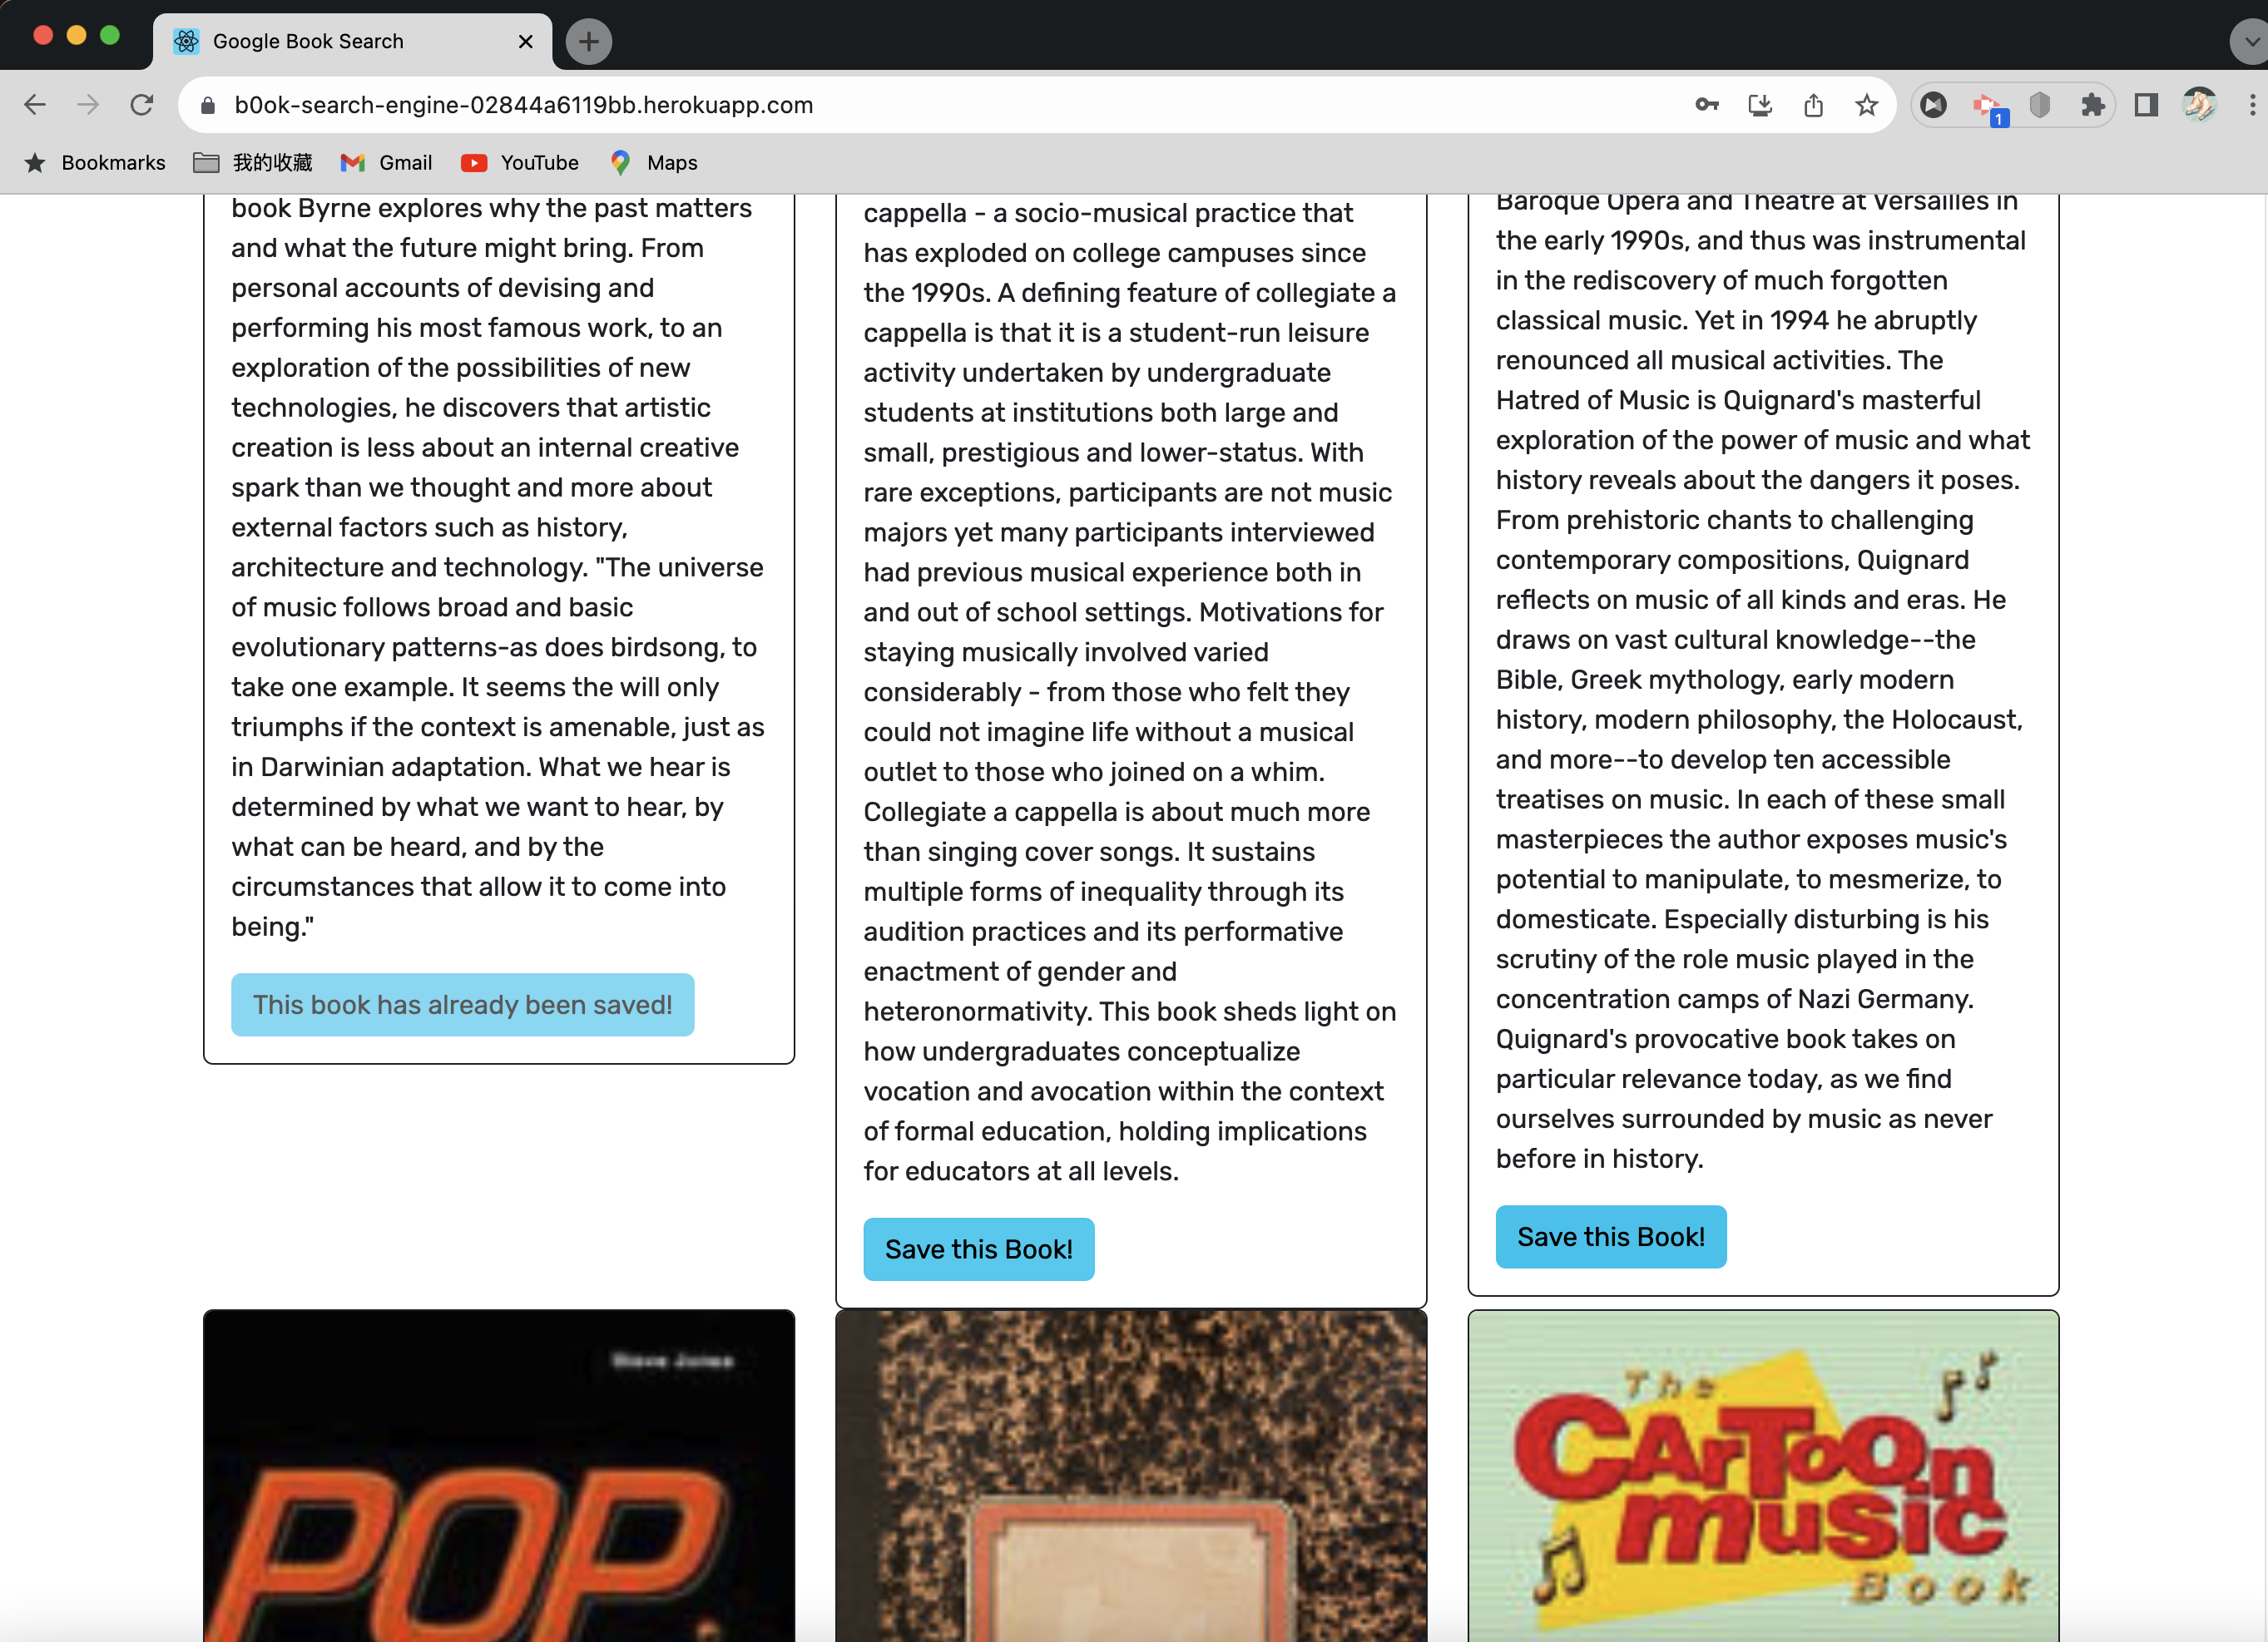 Google Book Search
b0ok-search-engine-02844a6119bb.herokuapp.com
1
Bookmarks
我的收藏
Gmail
YouTube
Maps
book Byrne explores why the past matters
and what the future might bring. From
personal accounts of devising and
performing his most famous work, to an
exploration of the possibilities of new
technologies, he discovers that artistic
creation is less about an internal creative
spark than we thought and more about
external factors such as history,
architecture and technology. "The universe
of music follows broad and basic
evolutionary patterns-as does birdsong, to
take one example. It seems the will only
triumphs if the context is amenable, just as
in Darwinian adaptation. What we hear is
determined by what we want to hear, by
what can be heard, and by the
circumstances that allow it to come into
being."
This book has already been saved!
cappella - a socio-musical practice that
has exploded on college campuses since
the 1990s. A defining feature of collegiate a
cappella is that it is a student-run leisure
activity undertaken by undergraduate
students at institutions both large and
small, prestigious and lower-status. With
rare exceptions, participants are not music
majors yet many participants interviewed
had previous musical experience both in
and out of school settings. Motivations for
staying musically involved varied
considerably - from those who felt they
could not imagine life without a musical
outlet to those who joined on a whim.
Collegiate a cappella is about much more
than singing cover songs. It sustains
multiple forms of inequality through its
audition practices and its performative
enactment of gender and
heteronormativity. This book sheds light on
how undergraduates conceptualize
vocation and avocation within the context
of formal education, holding implications
for educators at all levels.
Save this Book!
Baroque Opera and Theatre at Versailles in
the early 1990s, and thus was instrumental
in the rediscovery of much forgotten
classical music. Yet in 1994 he abruptly
renounced all musical activities. The
Hatred of Music is Quignard's masterful
exploration of the power of music and what
history reveals about the dangers it poses.
From prehistoric chants to challenging
contemporary compositions, Quignard
reflects on music of all kinds and eras. He
draws on vast cultural knowledge--the
Bible, Greek mythology, early modern
history, modern philosophy, the Holocaust,
and more--to develop ten accessible
treatises on music. In each of these small
masterpieces the author exposes music's
potential to manipulate, to mesmerize, to
domesticate. Especially disturbing is his
scrutiny of the role music played in the
concentration camps of Nazi Germany.
Quignard's provocative book takes on
particular relevance today, as we find
ourselves surrounded by music as never
before in history.
Save this Book!
Steve Jones
POP.
The
CArToon
music
Book